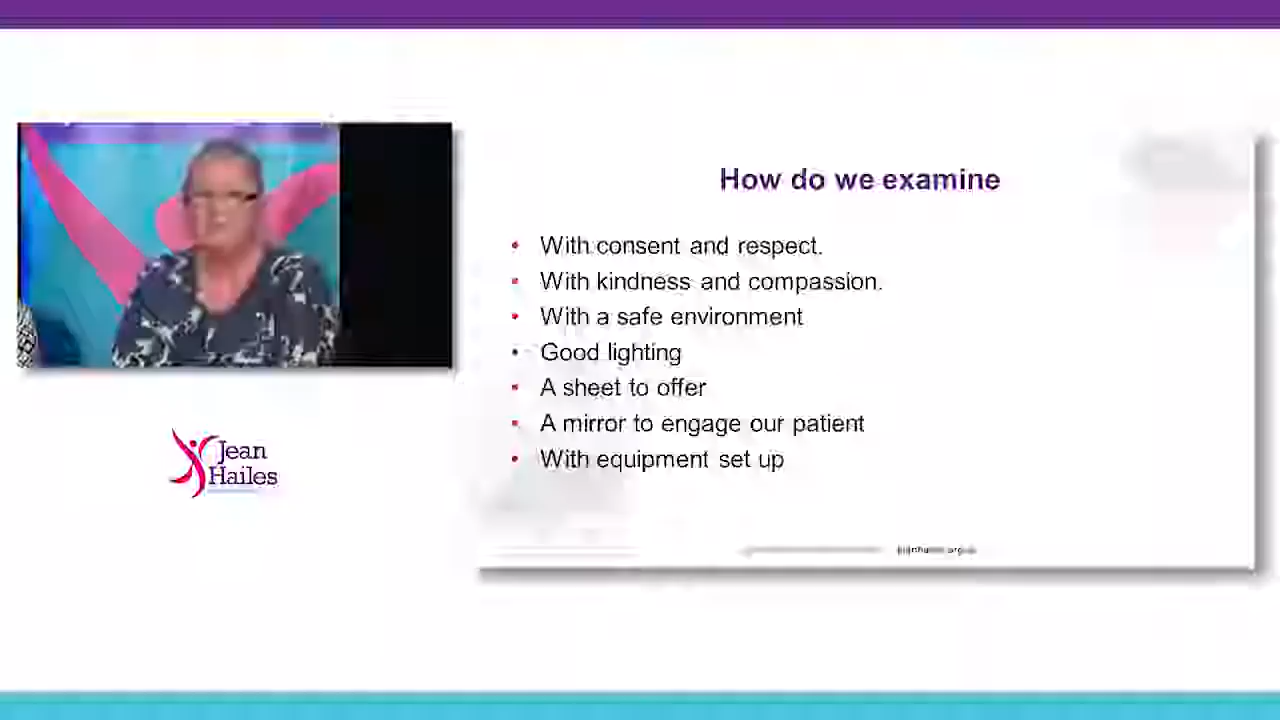 How do we examine
With consent and respect.
With kindness and compassion.
With a safe environment
Good lighting
A sheet to offer
A mirror to engage our patient
With equipment set up
Jean
Hailes